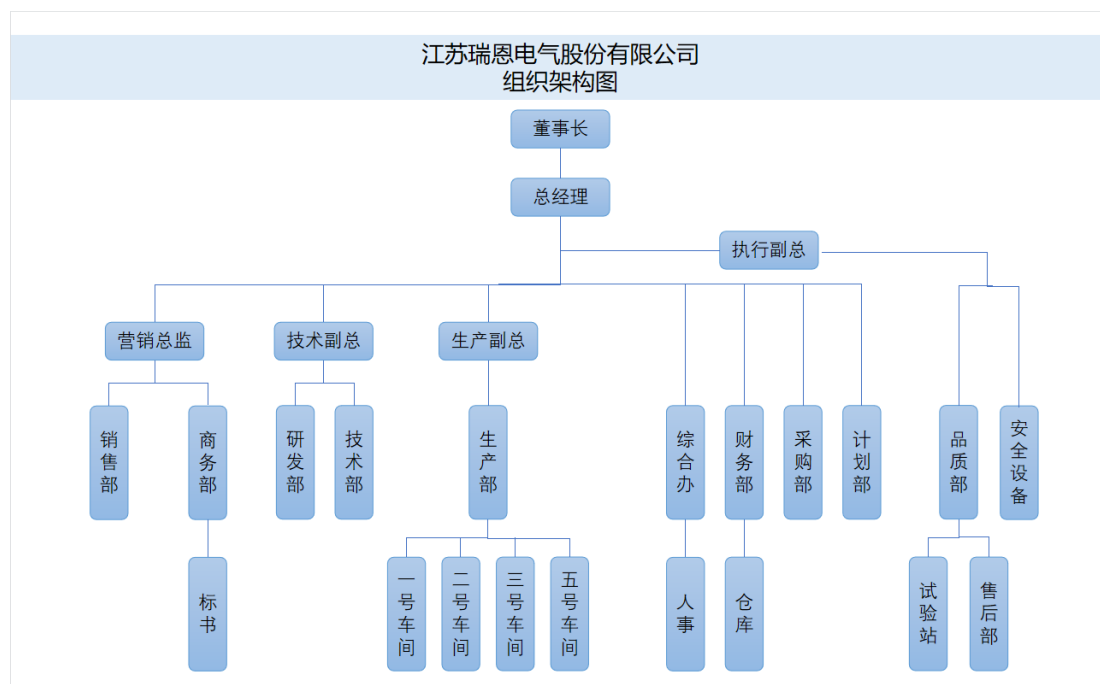 江苏瑞恩电气股份有限公司
组织架构图
董事长
总经理
执行副总
营销总监
技术副总
生产副总
销售部
商务部
研发部
技术部
生产部
综合办
财务部
采购部
计划部
品质部
安全设备
标书
一号车间
二号车间
三号车间
五号车间
人事
仓库
试验站
售后部